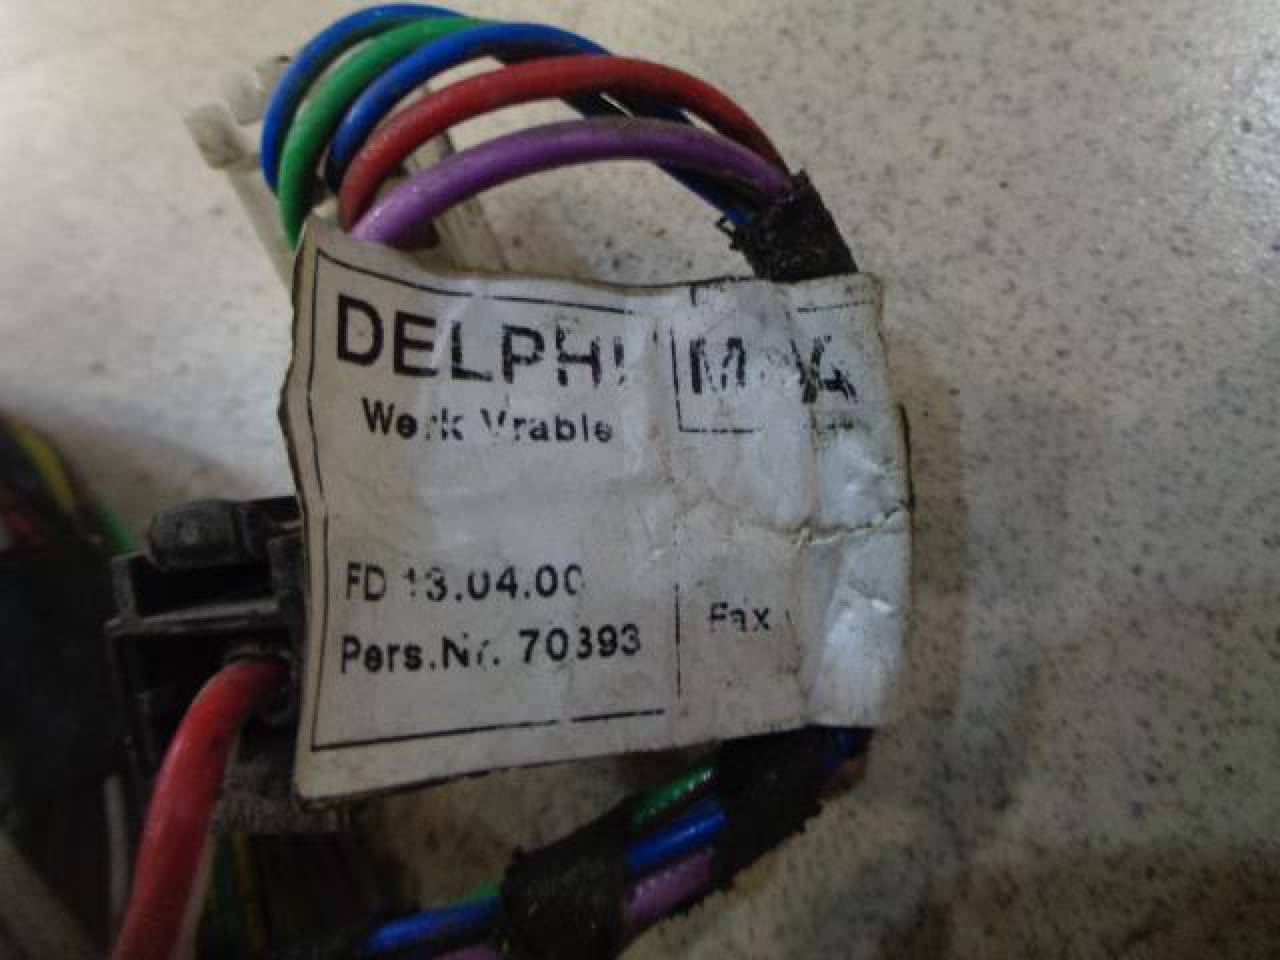 DELPHI
Werk Vrable
FD 13.04.00
Pers.Nr. 70393
Fax